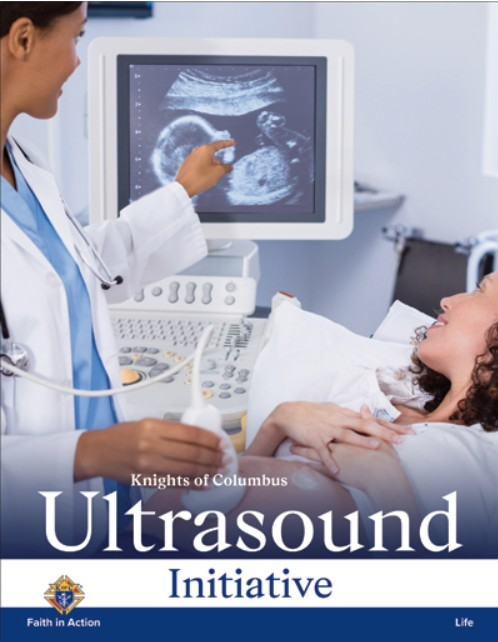 Knights of Columbus
Ultrasound
Initiative
Faith in Action
Life